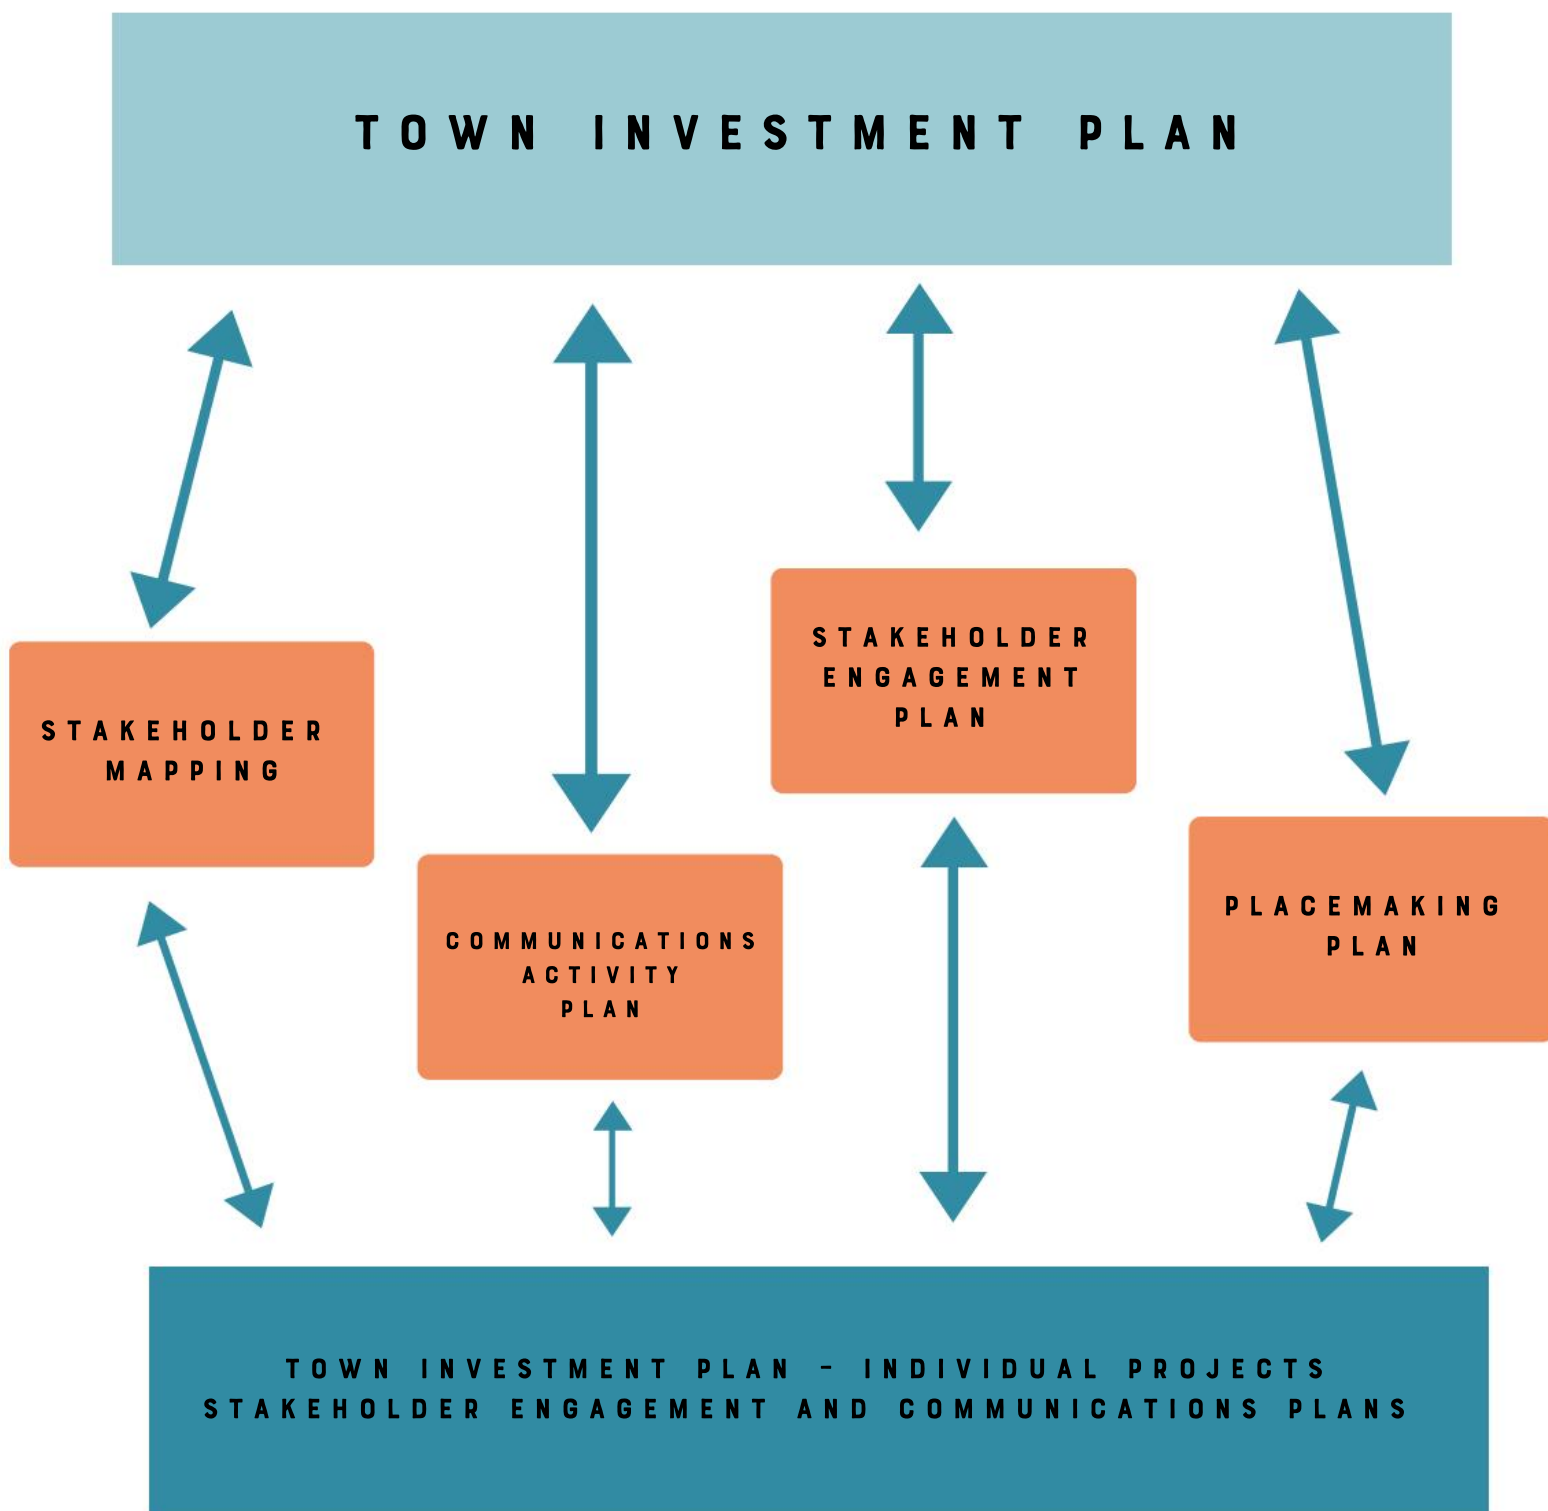 TOWN INVESTMENT PLAN
STAKEHOLDER
ENGAGEMENT
PLAN
STAKEHOLDER
MAPPING
COMMUNICATIONS
ACTIVITY
PLAN
PLACEMAKING
PLAN
TOWN INVESTMENT PLAN - INDIVIDUAL PROJECTS
STAKEHOLDER ENGAGEMENT AND COMMUNICATIONS PLANS